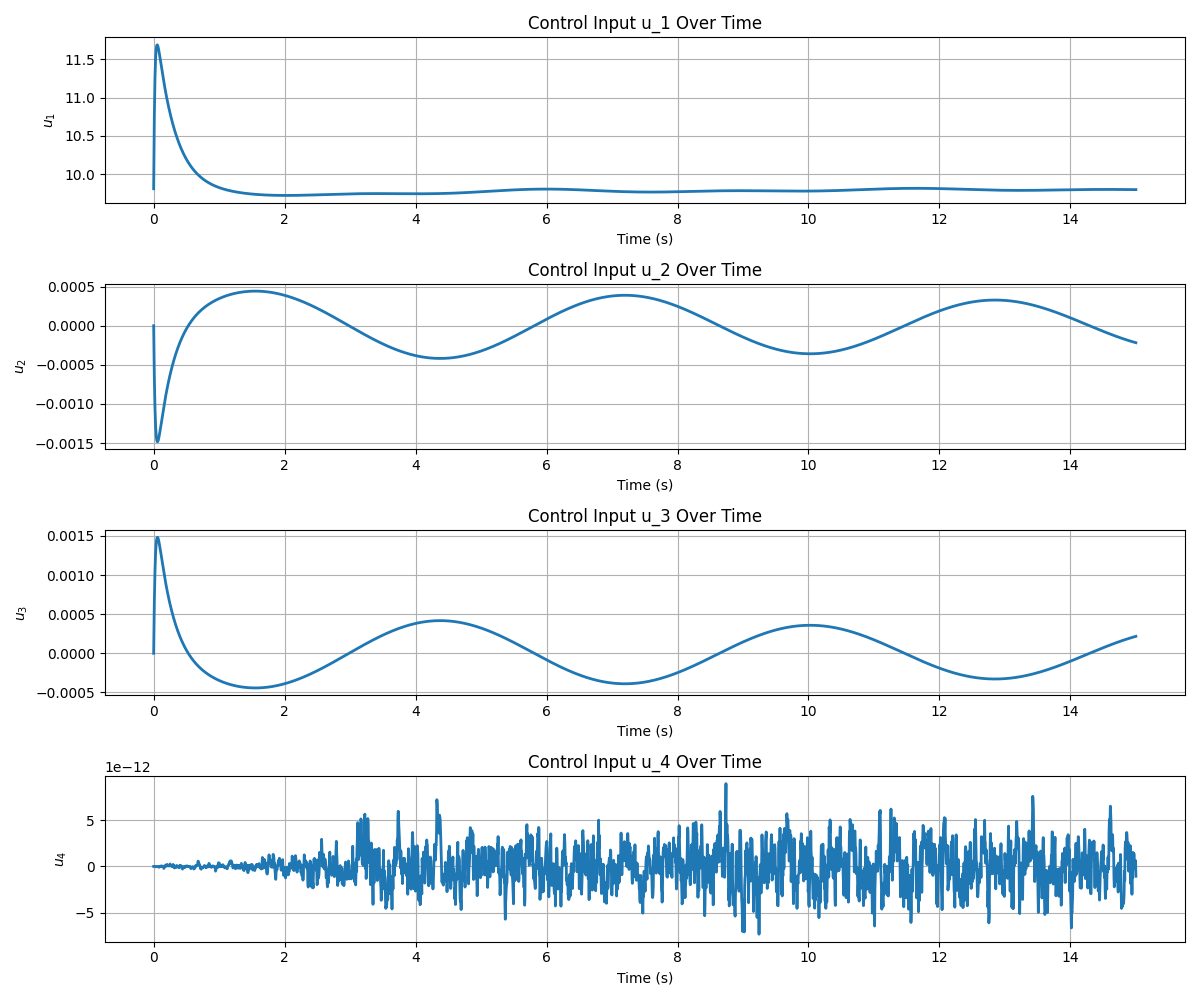 Control Input u_1 Over Time
11.5
11.0
10.5
10.0
u₁
0 2 4 6 8 10 12 14
Time (s)
Control Input u_2 Over Time
0.0005
0.0000
−0.0005
−0.0010
−0.0015
u₂
0 2 4 6 8 10 12 14
Time (s)
Control Input u_3 Over Time
0.0015
0.0010
0.0005
0.0000
−0.0005
u₃
0 2 4 6 8 10 12 14
Time (s)
Control Input u_4 Over Time
1e−12
5
0
−5
u₄
0 2 4 6 8 10 12 14
Time (s)